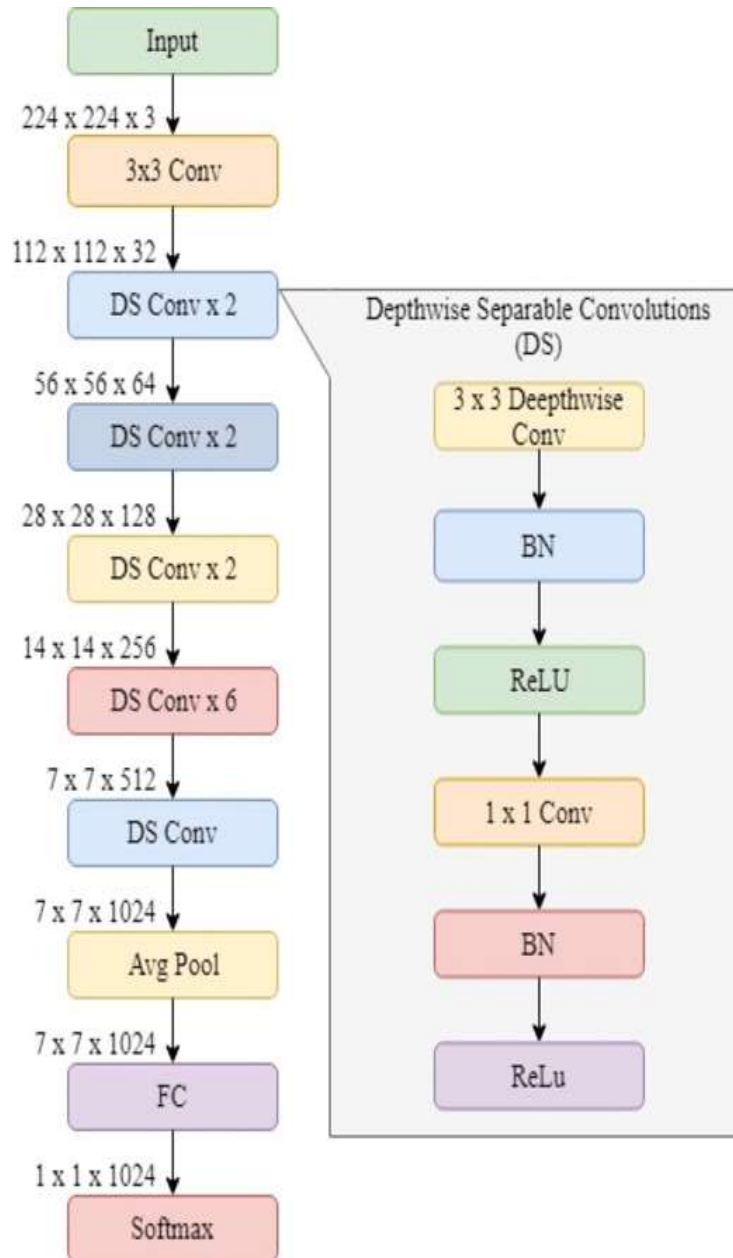 Input
224 x 224 x 3
3x3 Conv
112 x 112 x 32
DS Conv x 2
56 x 56 x 64
DS Conv x 2
28 x 28 x 128
DS Conv x 2
14 x 14 x 256
DS Conv x 6
7 x 7 x 512
DS Conv
7 x 7 x 1024
Avg Pool
7 x 7 x 1024
FC
1 x 1 x 1024
Softmax
Depthwise Separable Convolutions
(DS)
3 x 3 Deepthwise
Conv
BN
ReLU
1 x 1 Conv
BN
ReLu